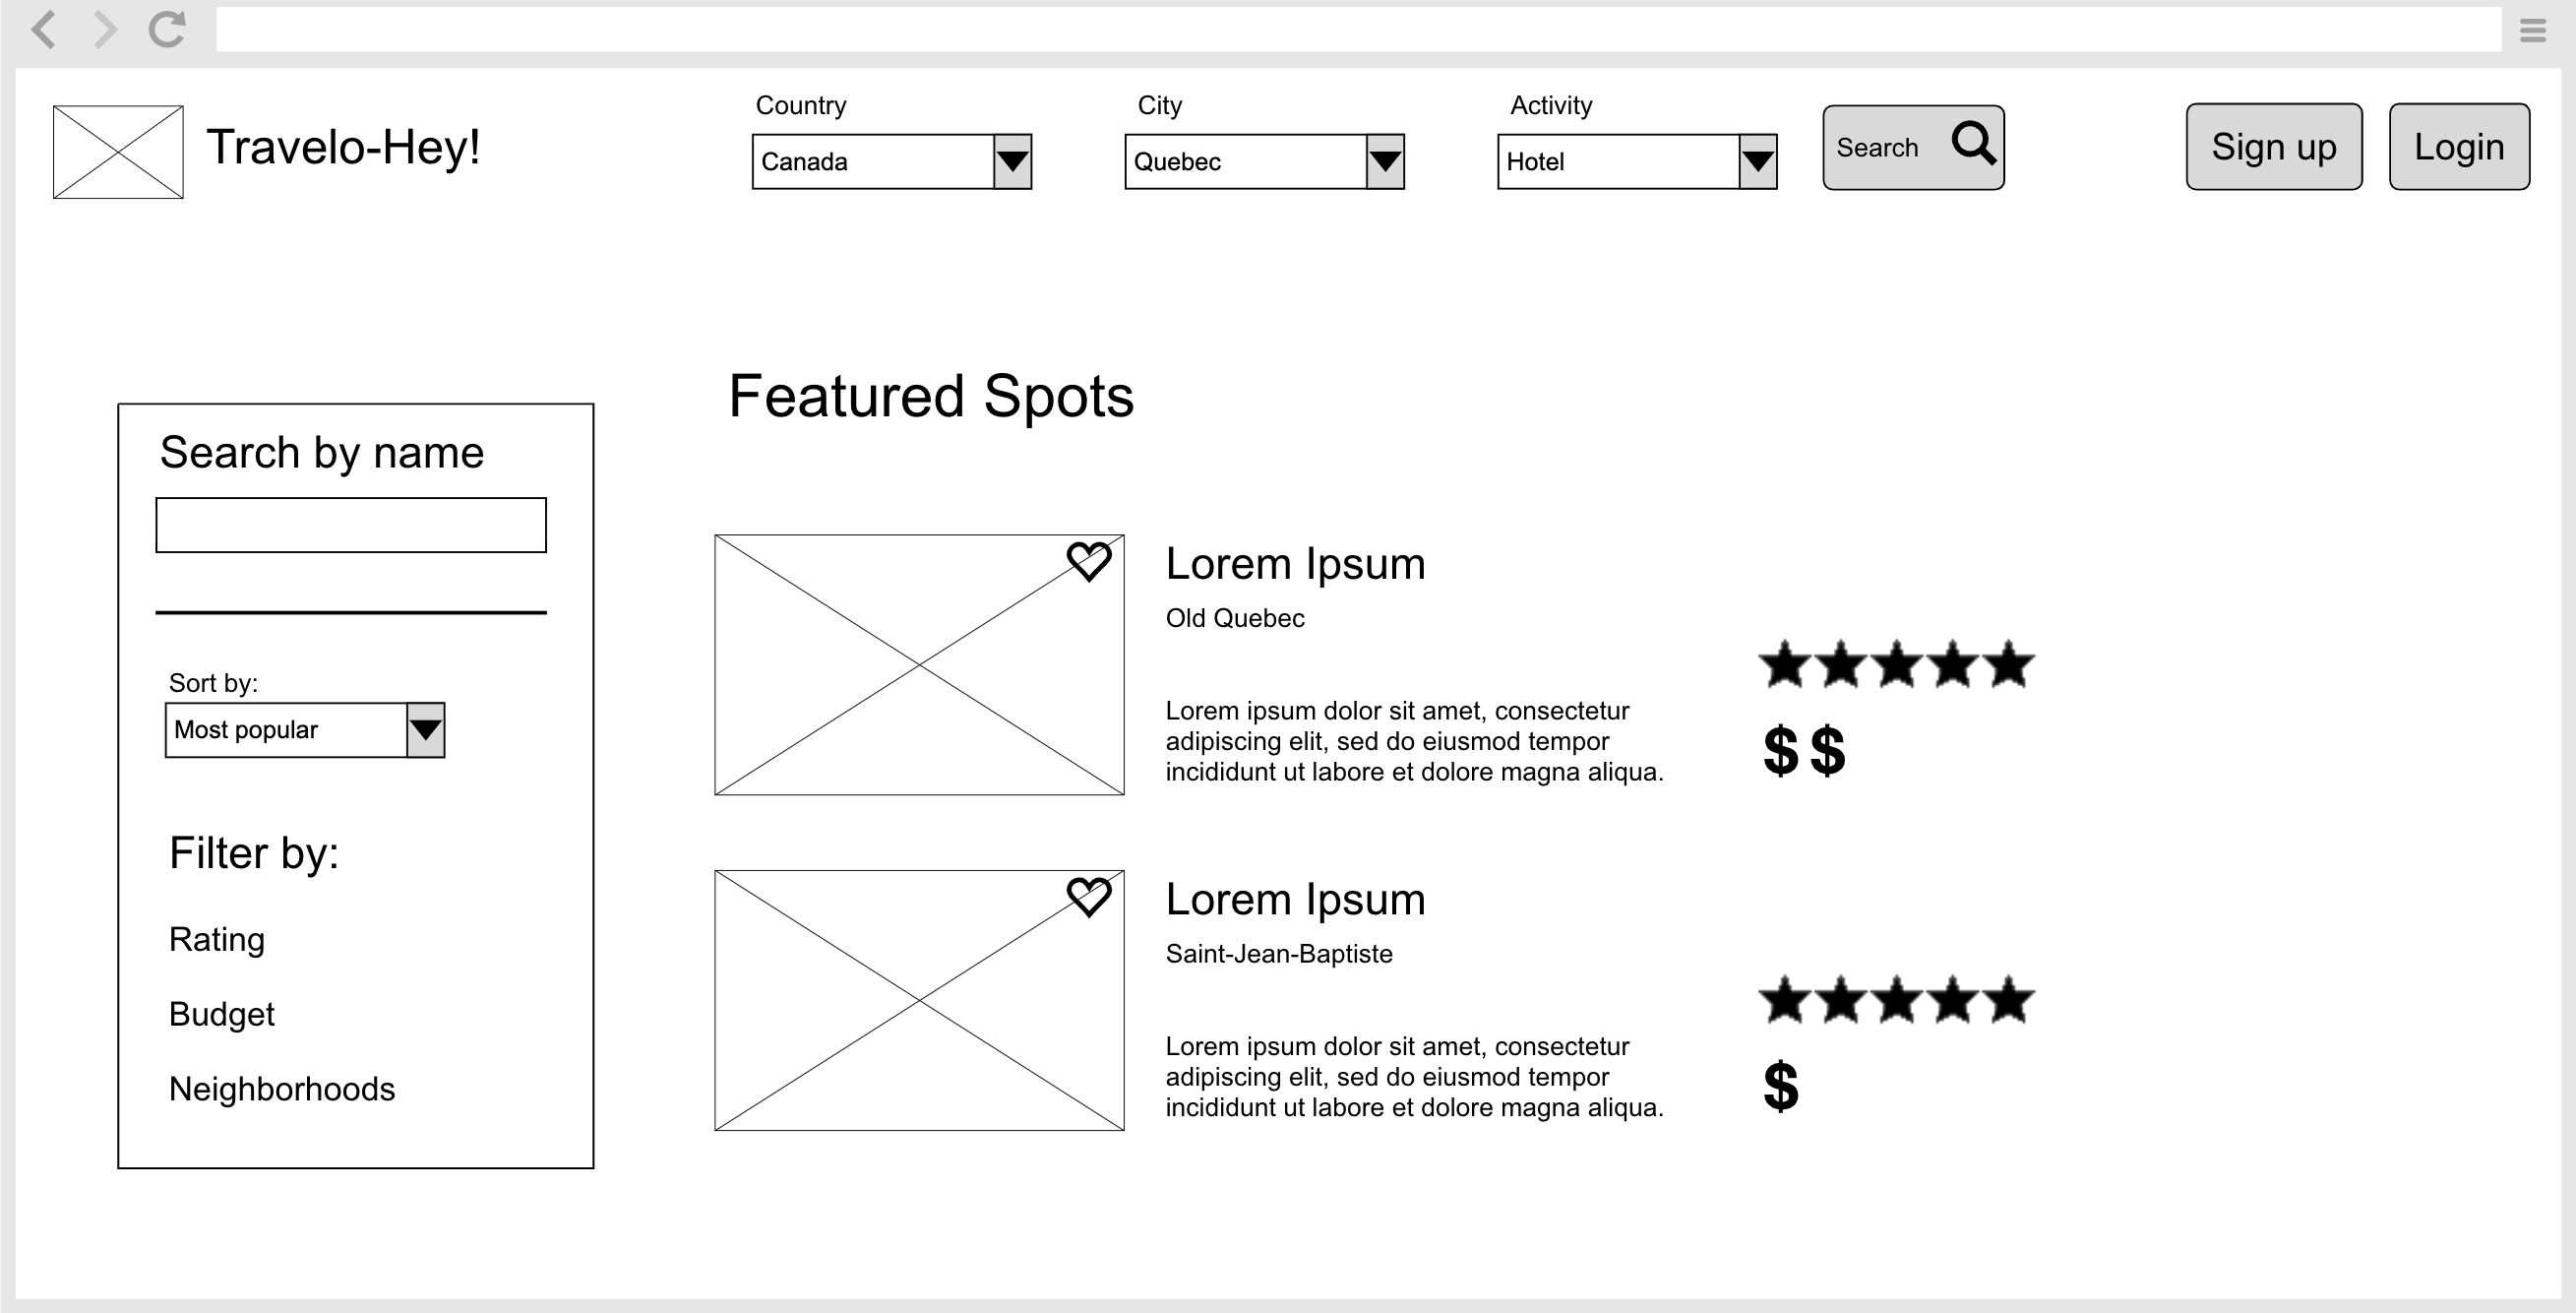 Travelo-Hey!
Country
City
Activity
Canada
Quebec
Hotel
Search
Sign up
Login
Search by name
Sort by:
Most popular
Filter by:
Rating
Budget
Neighborhoods
Featured Spots
Lorem Ipsum
Old Quebec
Lorem ipsum dolor sit amet, consectetur
adipiscing elit, sed do eiusmod tempor
incididunt ut labore et dolore magna aliqua.
$$
Lorem Ipsum
Saint-Jean-Baptiste
Lorem ipsum dolor sit amet, consectetur
adipiscing elit, sed do eiusmod tempor
incididunt ut labore et dolore magna aliqua.
$